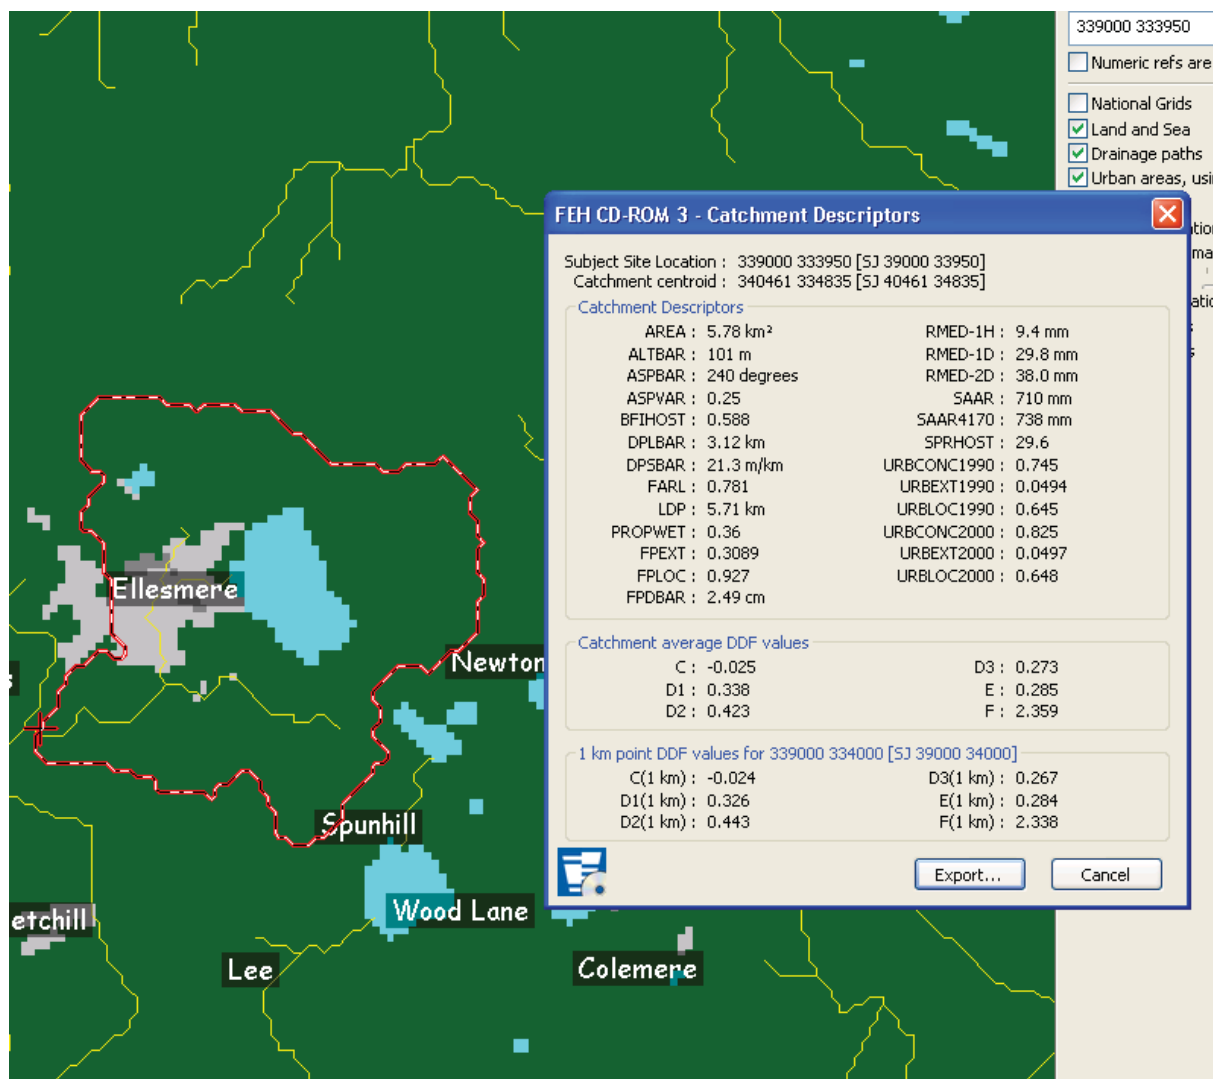 339000 333950
Numeric refs are
National Grids
Land and Sea
Drainage paths
Urban areas, usi
FEH CD-ROM 3 - Catchment Descriptors
Subject Site Location : 339000 333950 [SJ 39000 33950]
Catchment centroid : 340461 334835 [SJ 40461 34835]
Catchment Descriptors
AREA : 5.78 km² RMED-1H : 9.4 mm
ALTBAR : 101 m RMED-1D : 29.8 mm
ASPBAR : 240 degrees RMED-2D : 38.0 mm
ASPVAR : 0.25 SAAR : 710 mm
BFIHOST : 0.588 SAAR4170 : 738 mm
DPLBAR : 3.12 km SPRHOST : 29.6
DPSBAR : 21.3 m/km URBCONC1990 : 0.745
FARL : 0.781 URBEXT1990 : 0.0494
LDP : 5.71 km URBLOC1990 : 0.645
PROPWET : 0.36 URBCONC2000 : 0.825
FPEXT : 0.3089 URBEXT2000 : 0.0497
FPLOC : 0.927 URBLOC2000 : 0.648
FPDBAR : 2.49 cm
Catchment average DDF values
C : -0.025 D3 : 0.273
D1 : 0.338 E : 0.285
D2 : 0.423 F : 2.359
1 km point DDF values for 339000 334000 [SJ 39000 34000]
C(1 km) : -0.024 D3(1 km) : 0.267
D1(1 km) : 0.326 E(1 km) : 0.284
D2(1 km) : 0.443 F(1 km) : 2.338
Export... Cancel
Ellesmere
Newton
Spunhill
Wood Lane
etchill
Lee
Colemere